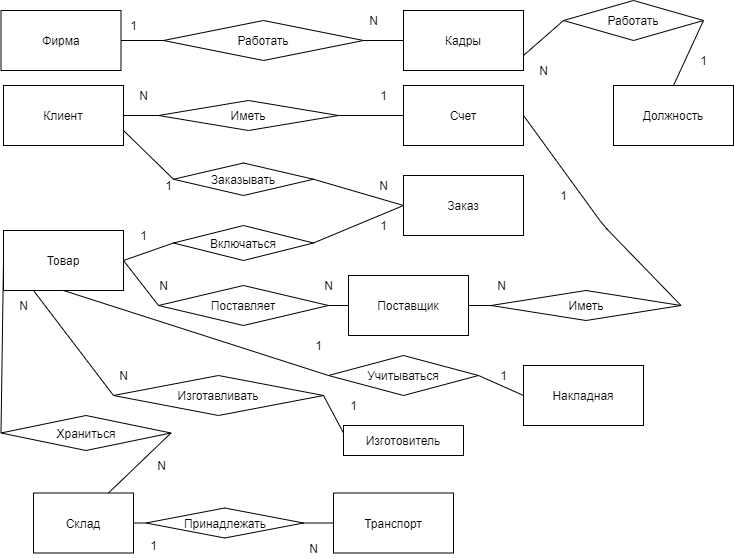 1
N
Работать
Фирма
Работать
Кадры
N
1
N
1
Клиент
Иметь
Счет
Должность
1
Заказывать
N
1
Заказ
1
1
Включаться
Товар
N
N
N
N
Поставляет
Поставщик
Иметь
1
N
Учитываться
1
Изготавливать
1
Накладная
Храниться
Изготовитель
N
Склад
Принадлежать
Транспорт
1
N